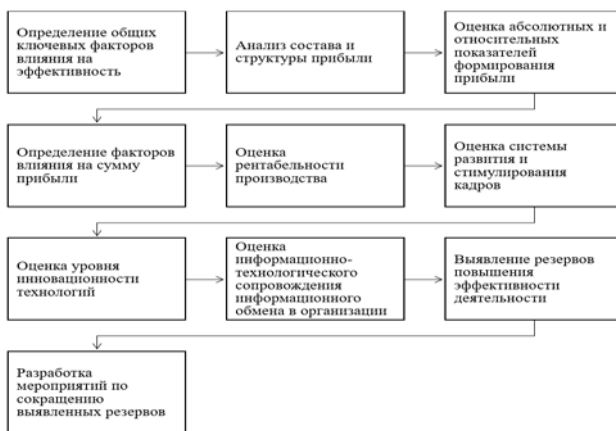 Определение общих
ключевых факторов
влияния на
эффективность
Анализ состава и
структуры прибыли
Оценка абсолютных и
относительных
показателей
формирования
прибыли
Определение факторов
влияния на сумму
прибыли
Оценка
рентабельности
производства
Оценка системы
развития и
стимулирования
кадров
Оценка уровня
инновационности
технологий
Оценка
информационно-
технологического
сопровождения
информационного
обмена в организации
Выявление резервов
повышения
эффективности
деятельности
Разработка
мероприятий по
сокращению
выявленных резервов